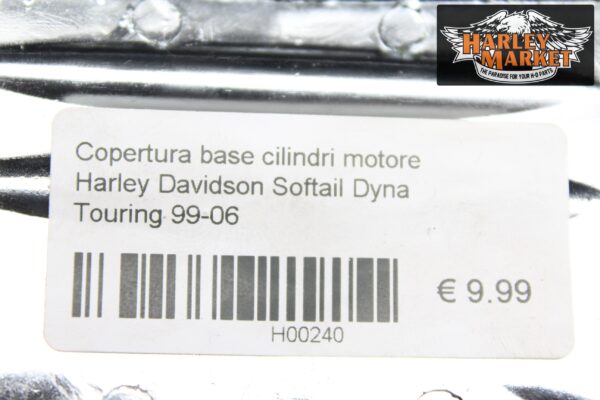 HARLEY
MARKET
THE PARADISE FOR YOUR H-D PARTS
Copertura base cilindri motore
Harley Davidson Softail Dyna
Touring 99-06
€ 9.99
H00240